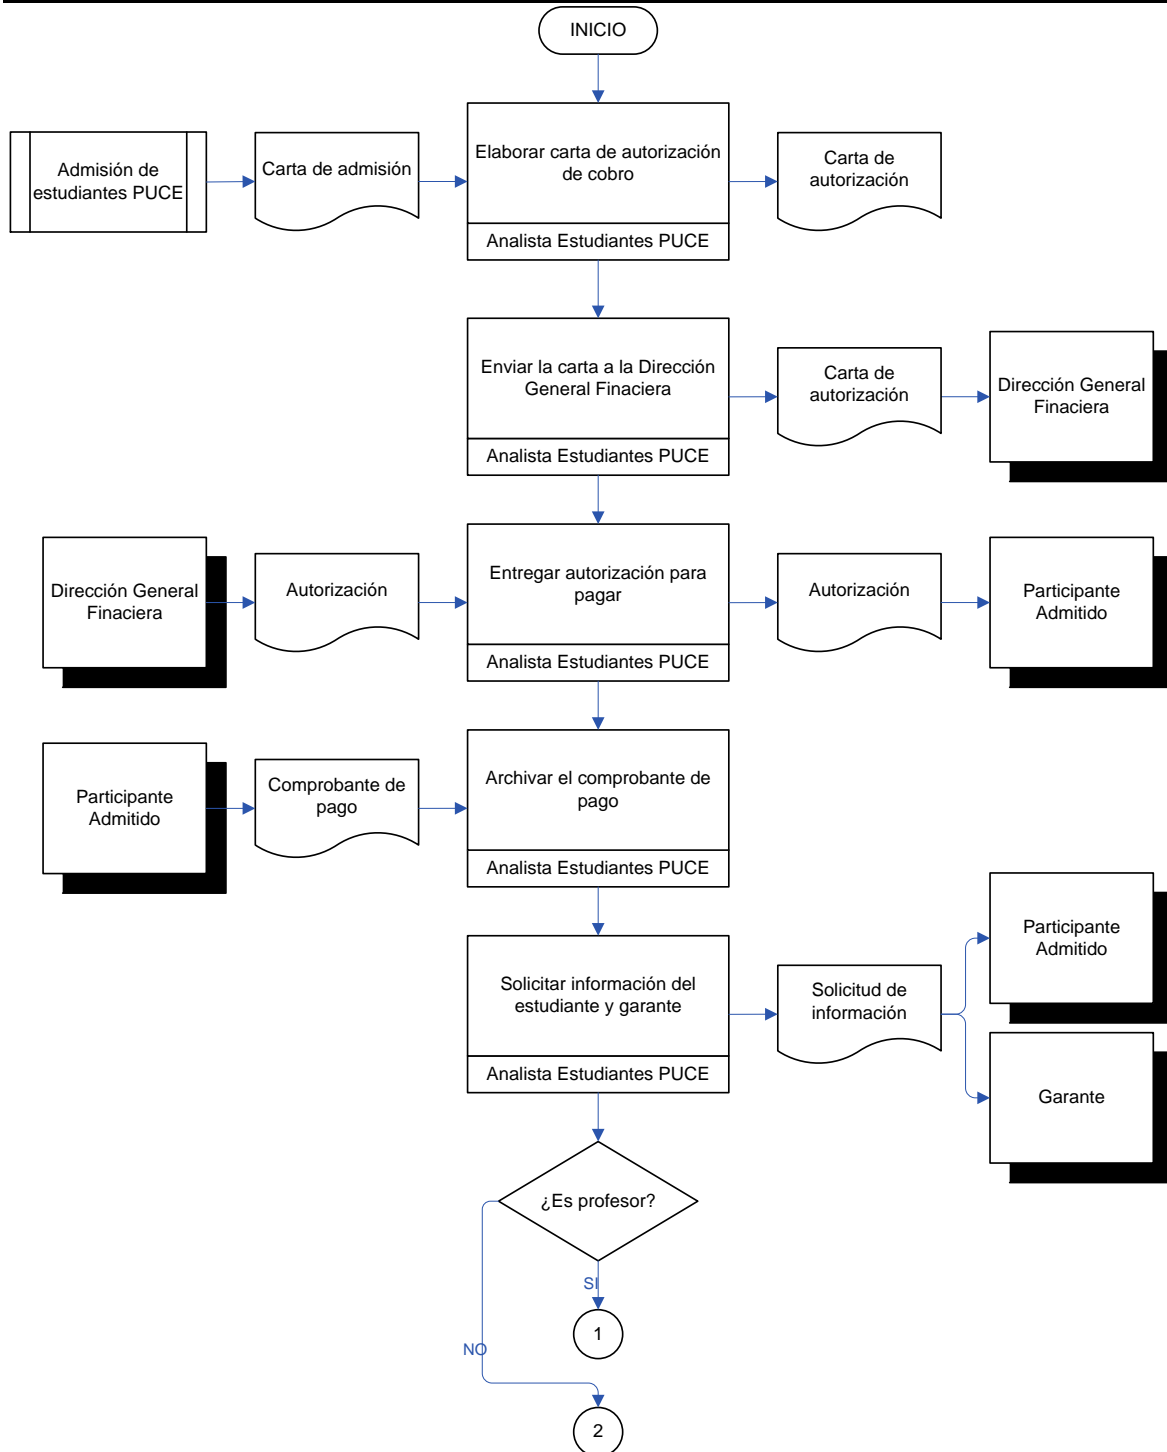 INICIO
Admisión de
estudiantes PUCE
Carta de admisión
Elaborar carta de autorización
de cobro
Analista Estudiantes PUCE
Carta de
autorización
Enviar la carta a la Dirección
General Finaciera
Analista Estudiantes PUCE
Carta de
autorización
Dirección General
Finaciera
Dirección General
Finaciera
Autorización
Entregar autorización para
pagar
Analista Estudiantes PUCE
Autorización
Participante
Admitido
Participante
Admitido
Comprobante de
pago
Archivar el comprobante de
pago
Analista Estudiantes PUCE
Solicitar información del
estudiante y garante
Analista Estudiantes PUCE
Solicitud de
información
Participante
Admitido
Garante
¿Es profesor?
SI
1
NO
2